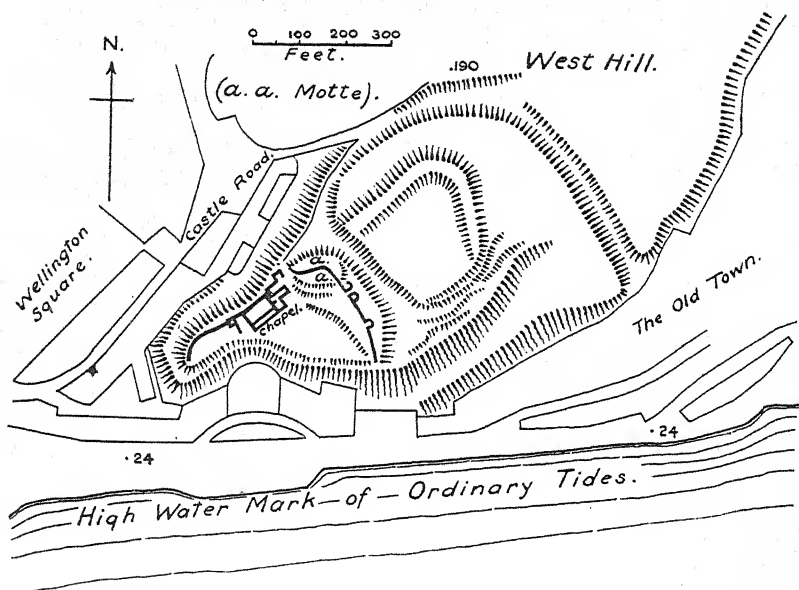 N.
0 100 200 300
Feet.
(a.a. Motte).
.190
West Hill.
Castle Road.
Wellington
Square.
a.
a.
Chapel.
The Old Town.
.24
.24
High Water Mark-of-Ordinary Tides.